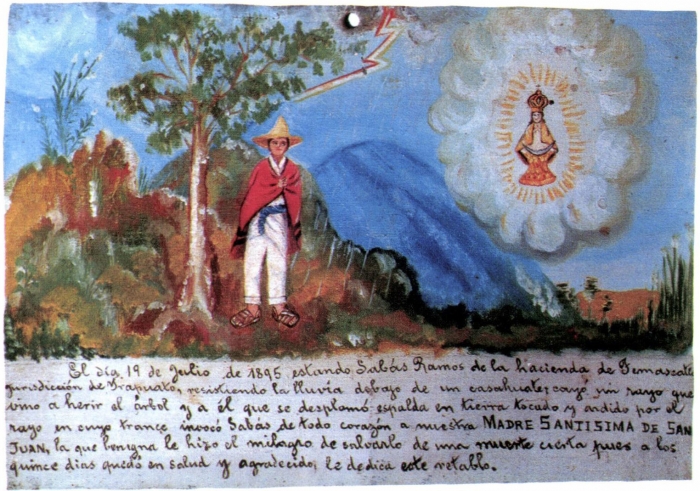 El día, 19 de Julio de 1895, estando Sabás Ramos de la hacienda de Temascatío
jurisdicción de Irapuato, resistiendo la lluvia debajo de un casahuate; cayó un rayo que
vino a herir el árbol y a él que se desplomó espalda en tierra tocado y ardido por el
rayo en cuyo trance invocó Sabás de todo corazón a nuestra MADRE SANTISIMA DE SAN
JUAN, la que benigna le hizo el milagro de salvarlo de una muerte cierta pues a los
quince días quedó en salud y agradecido, le dedica este retablo.